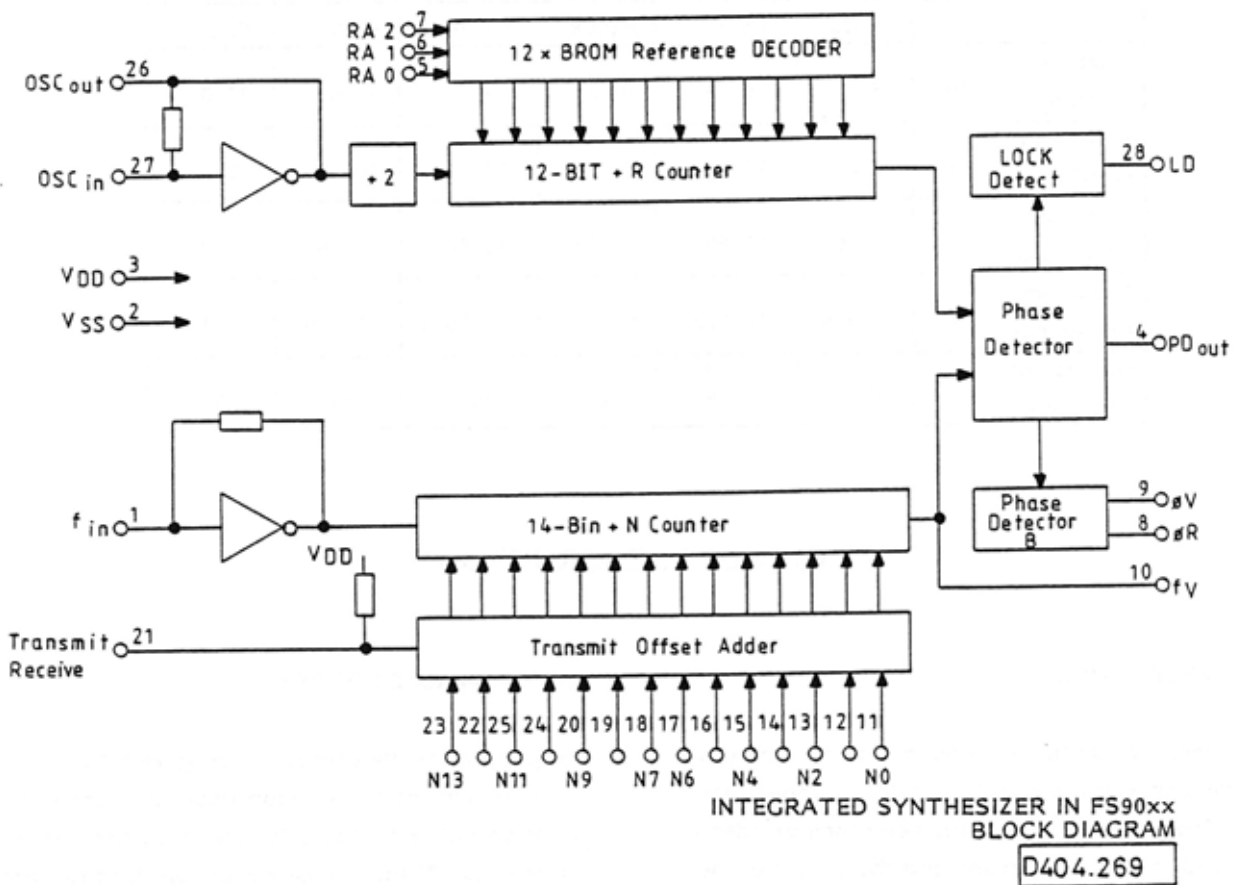 RA 2 7
RA 1 6
RA 0 5
12 x BROM Reference DECODER
OSC out 26
OSC in 27
+ 2
12-BIT + R Counter
LOCK
Detect
28 LD
VDD 3
VSS 2
Phase
Detector
4 PD out
f in 1
VDD
14-Bin + N Counter
Phase
Detector
B
9 øV
8 øR
10 fV
Transmit
Receive
21
Transmit Offset Adder
23 22 25 24 20 19 18 17 16 15 14 13 12 11
N13 N11 N9 N7 N6 N4 N2 N0
INTEGRATED SYNTHESIZER IN FS90xx
BLOCK DIAGRAM
D404.269